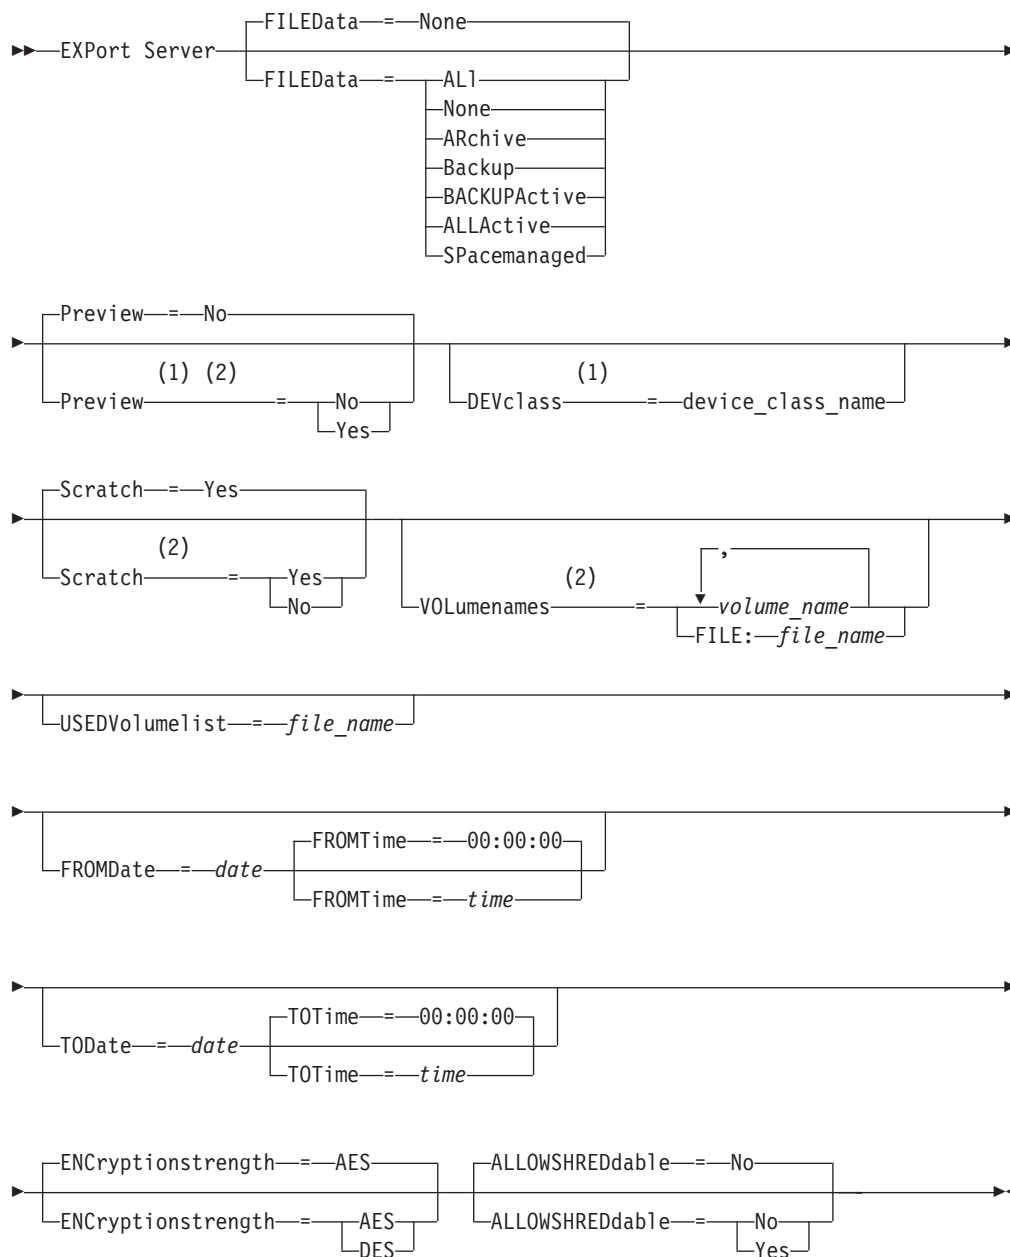 FILEData = None
EXPort Server
FILEData = ALl
None
ARchive
Backup
BACKUPActive
ALLActive
SPacemanaged
Preview = No
(1) (2)
Preview = No
Yes
(1)
DEVclass = device_class_name
Scratch = Yes
(2)
Scratch = Yes
No
,
(2)
VOLumenames = volume_name
FILE: file_name
USEDVolumelist = file_name
FROMTime = 00:00:00
FROMDate = date
FROMTime = time
TOTime = 00:00:00
TODate = date
TOTime = time
ENCryptionstrength = AES
ENCryptionstrength = AES
DES
ALLOWSHREDdable = No
ALLOWSHREDdable = No
Yes